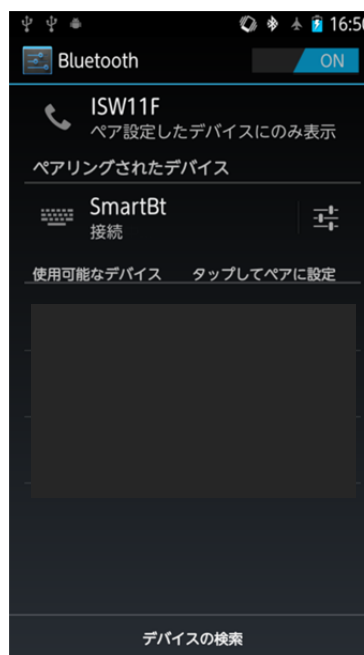 16:50
Bluetooth
ON
ISW11F
ペア設定したデバイスにのみ表示
ペアリングされたデバイス
SmartBt
接続
使用可能なデバイス タップしてペアに設定
デバイスの検索